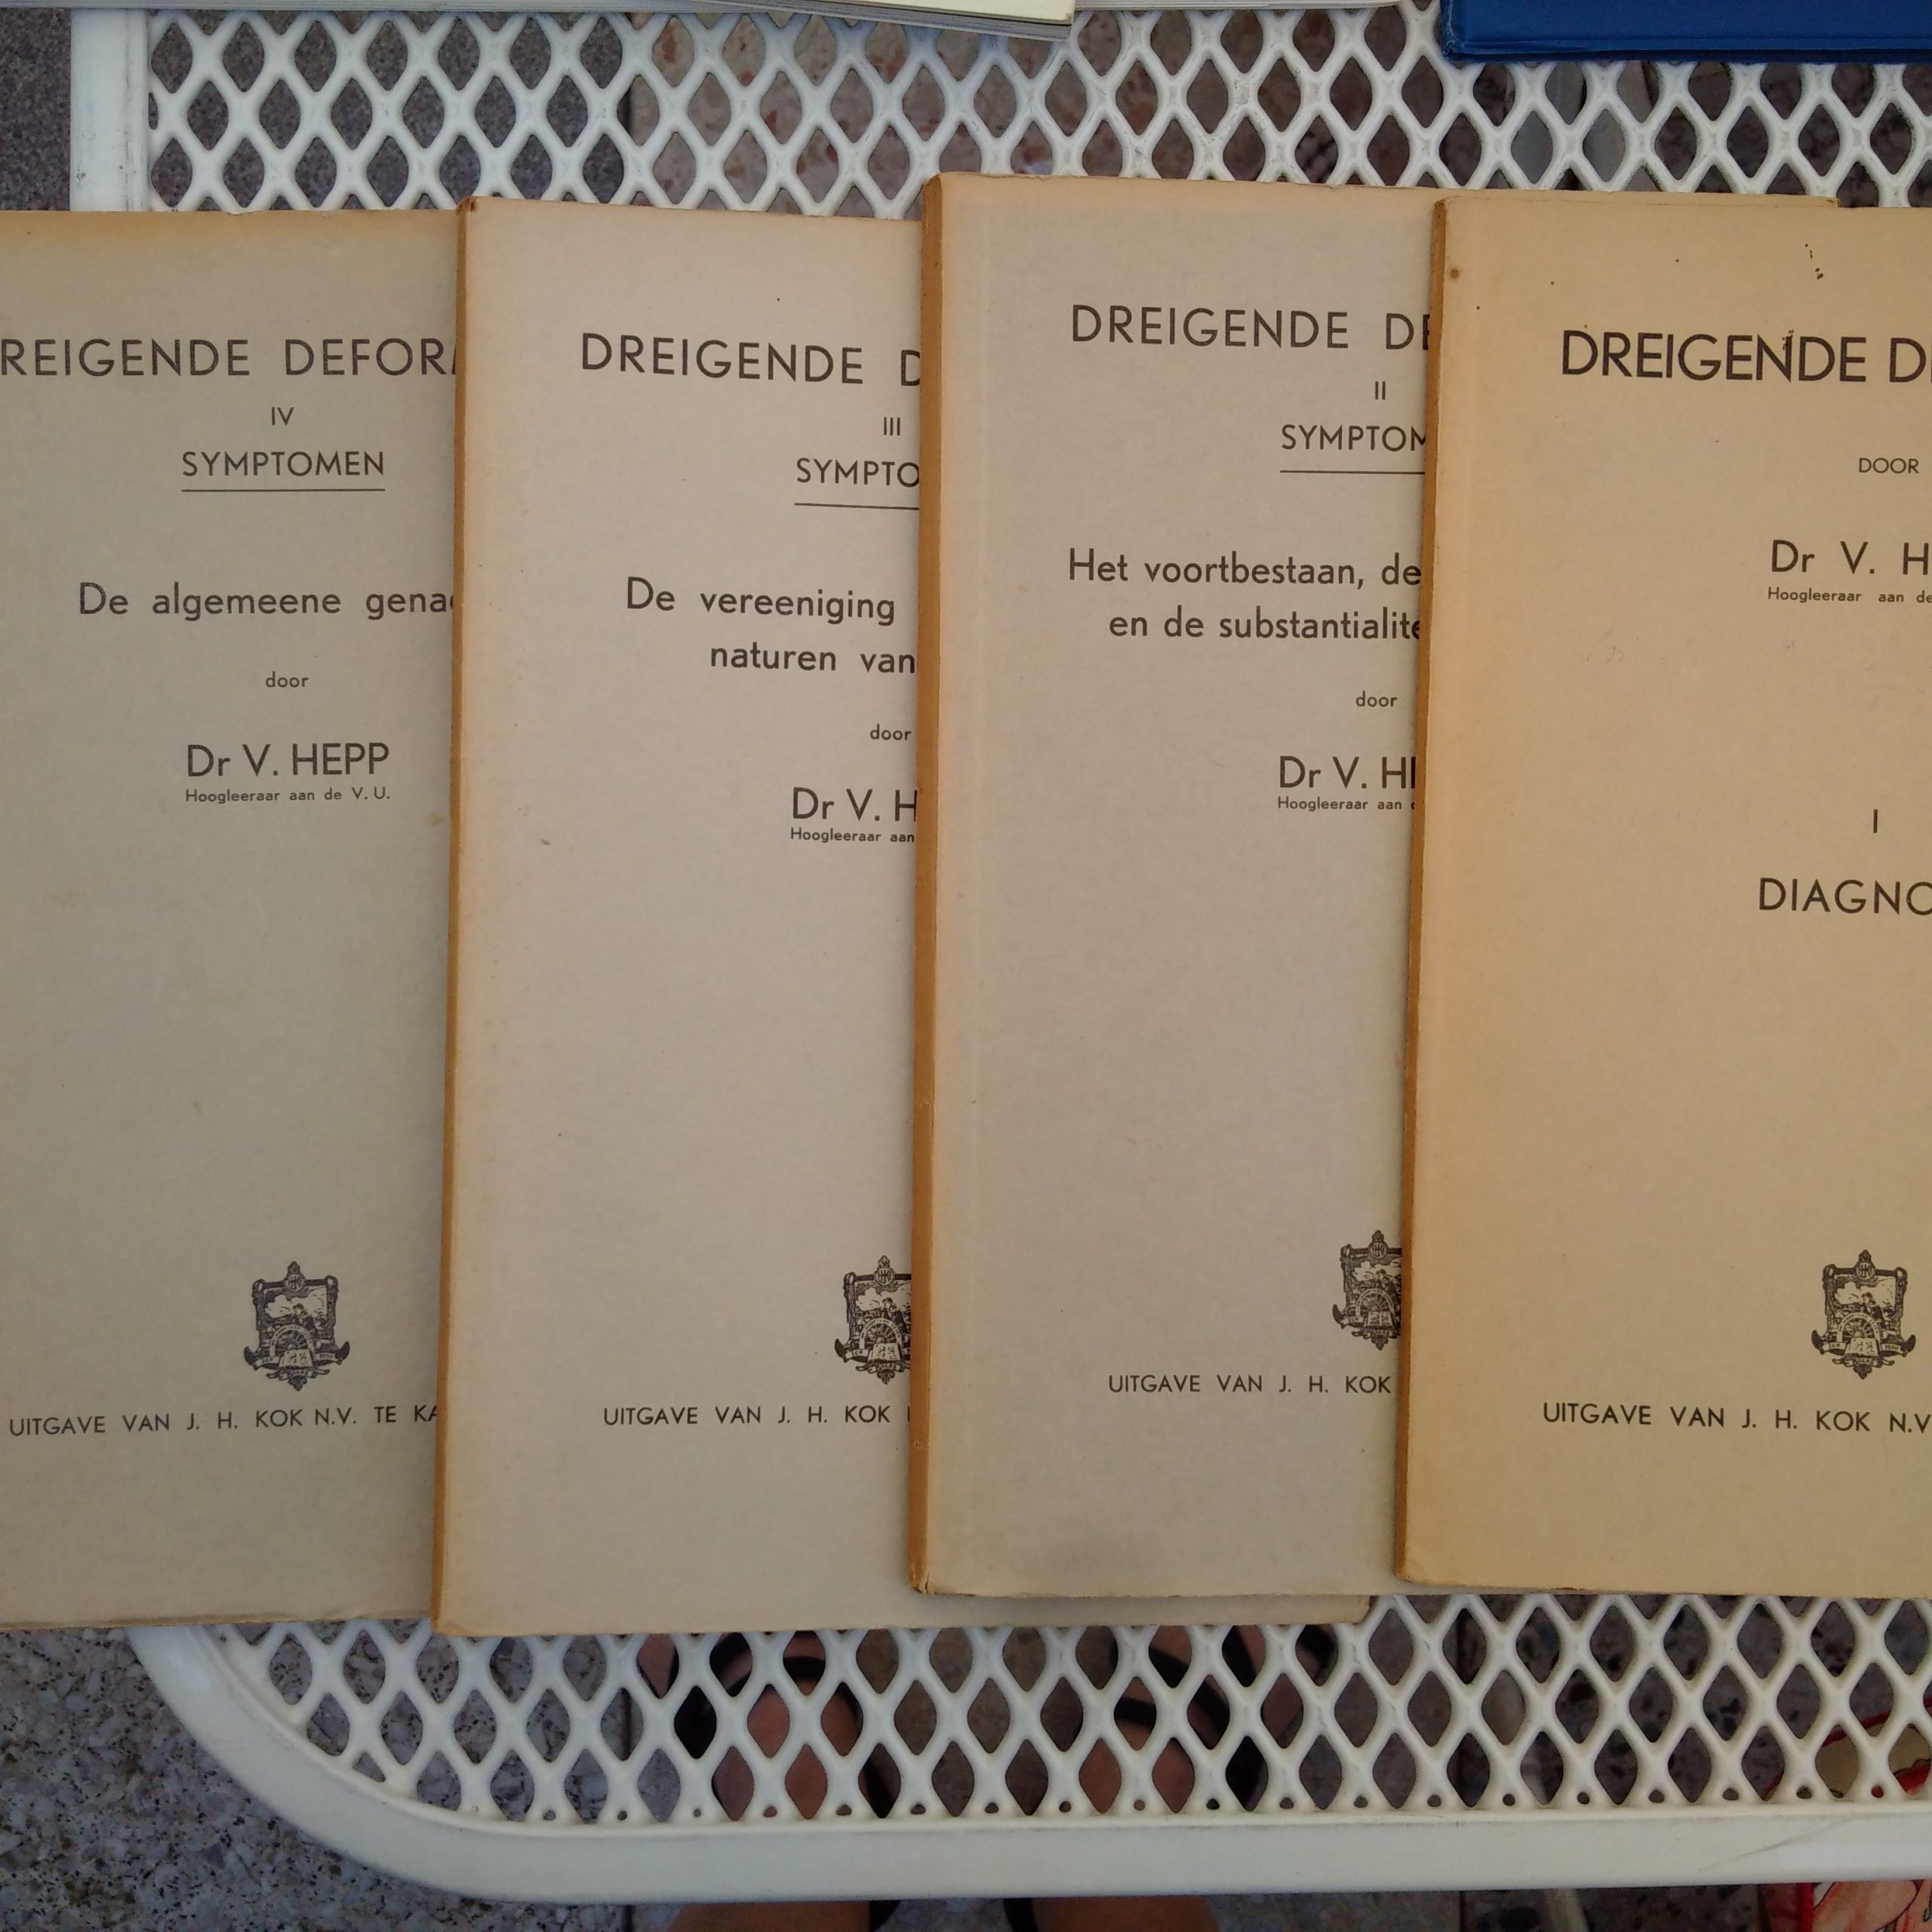 REIGENDE DEFOR
IV
SYMPTOMEN
De algemeene gena
door
Dr V. HEPP
Hoogleeraar aan de V. U.
UITGAVE VAN J. H. KOK N.V. TE KA
DREIGENDE D
III
SYMPTO
De vereeniging
naturen van
door
Dr V. H
Hoogleeraar aan
UITGAVE VAN J. H. KOK
DREIGENDE DE
II
SYMPTOM
Het voortbestaan, de
en de substantialite
door
Dr V. HE
Hoogleeraar aan
UITGAVE VAN J. H. KOK
DREIGENDE D
DOOR
Dr V. H
Hoogleeraar aan de
I
DIAGNO
UITGAVE VAN J. H. KOK N.V